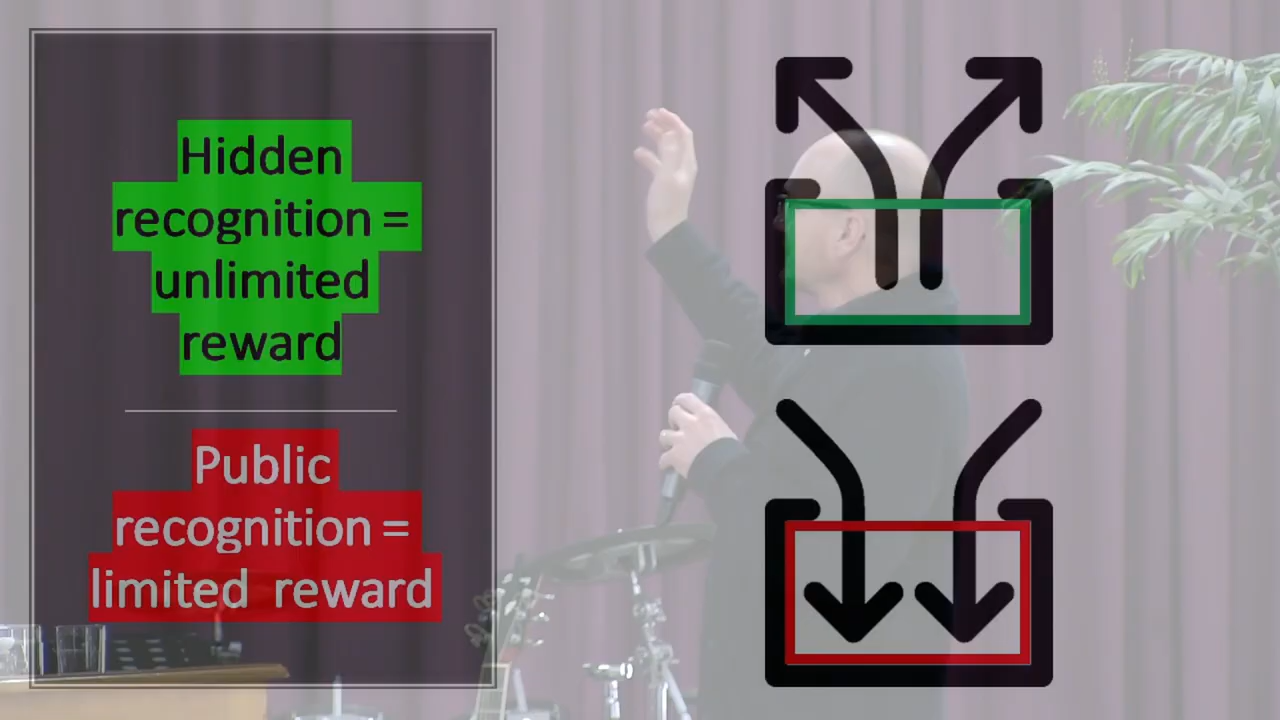 Hidden
recognition =
unlimited
reward
Public
recognition =
limited reward